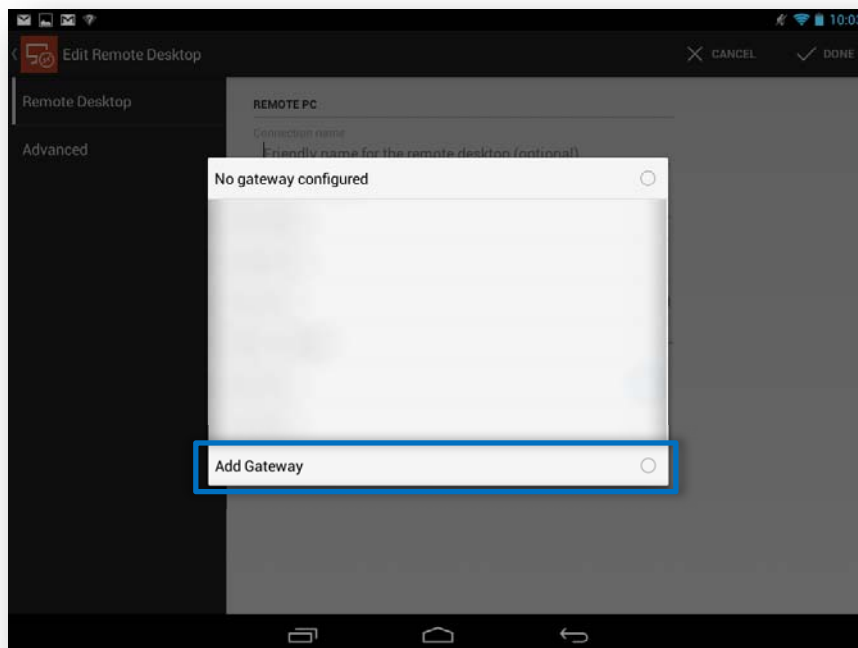 10:03
Edit Remote Desktop
CANCEL
DONE
Remote Desktop
REMOTE PC
Connection name
Advanced
Friendly name for the remote desktop (optional)
No gateway configured
Add Gateway